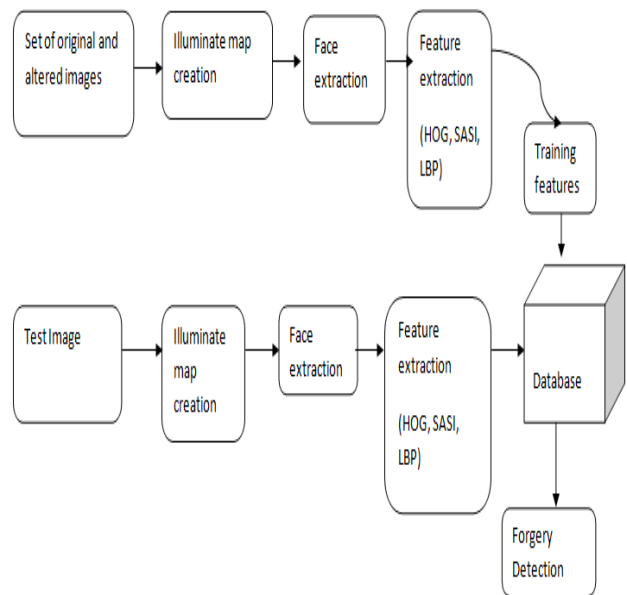 Set of original and
altered images
Illuminate map
creation
Face
extraction
Feature
extraction
(HOG, SASI,
LBP)
Training
features
Test Image
Illuminate
map
creation
Face
extraction
Feature
extraction
(HOG, SASI,
LBP)
Database
Forgery
Detection